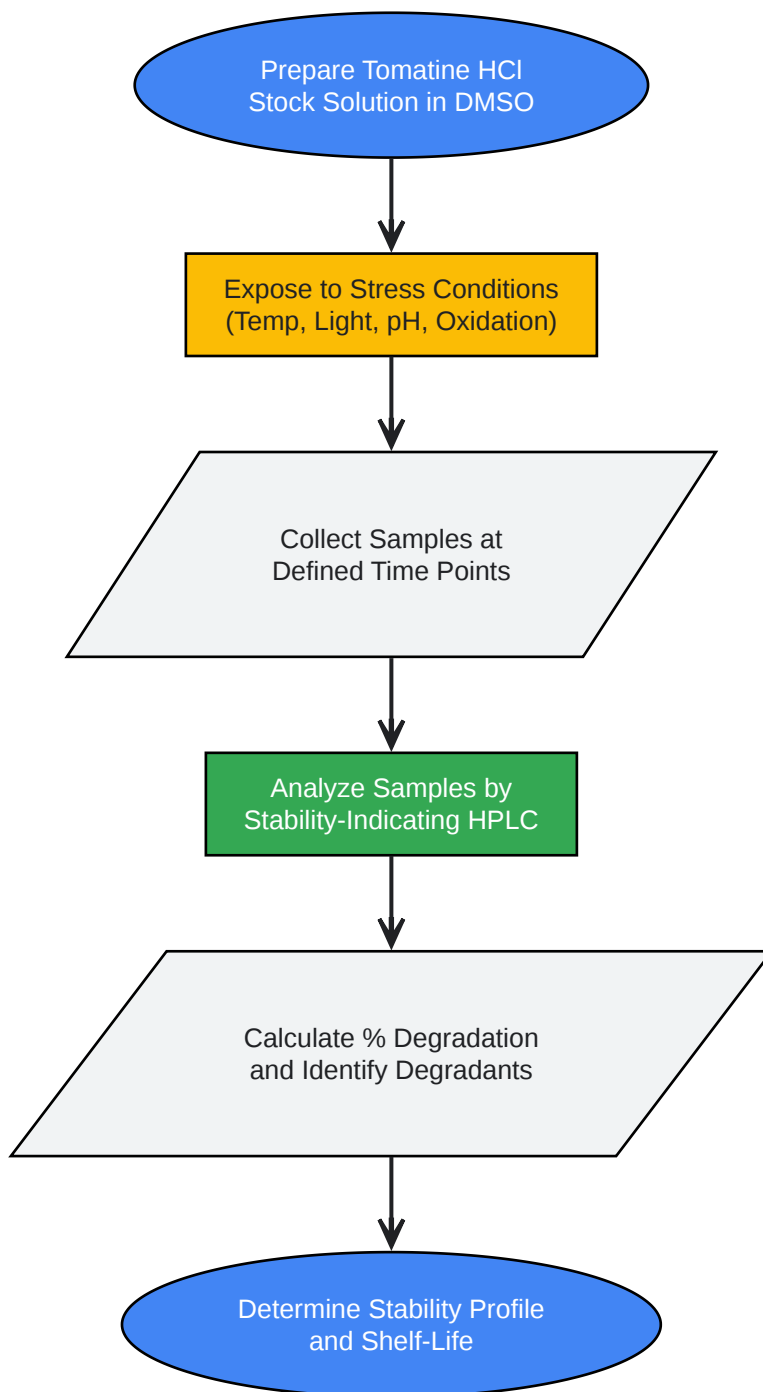 Prepare Tomatine HCl
Stock Solution in DMSO
Expose to Stress Conditions
(Temp, Light, pH, Oxidation)
Collect Samples at
Defined Time Points
Analyze Samples by
Stability-Indicating HPLC
Calculate % Degradation
and Identify Degradants
Determine Stability Profile
and Shelf-Life